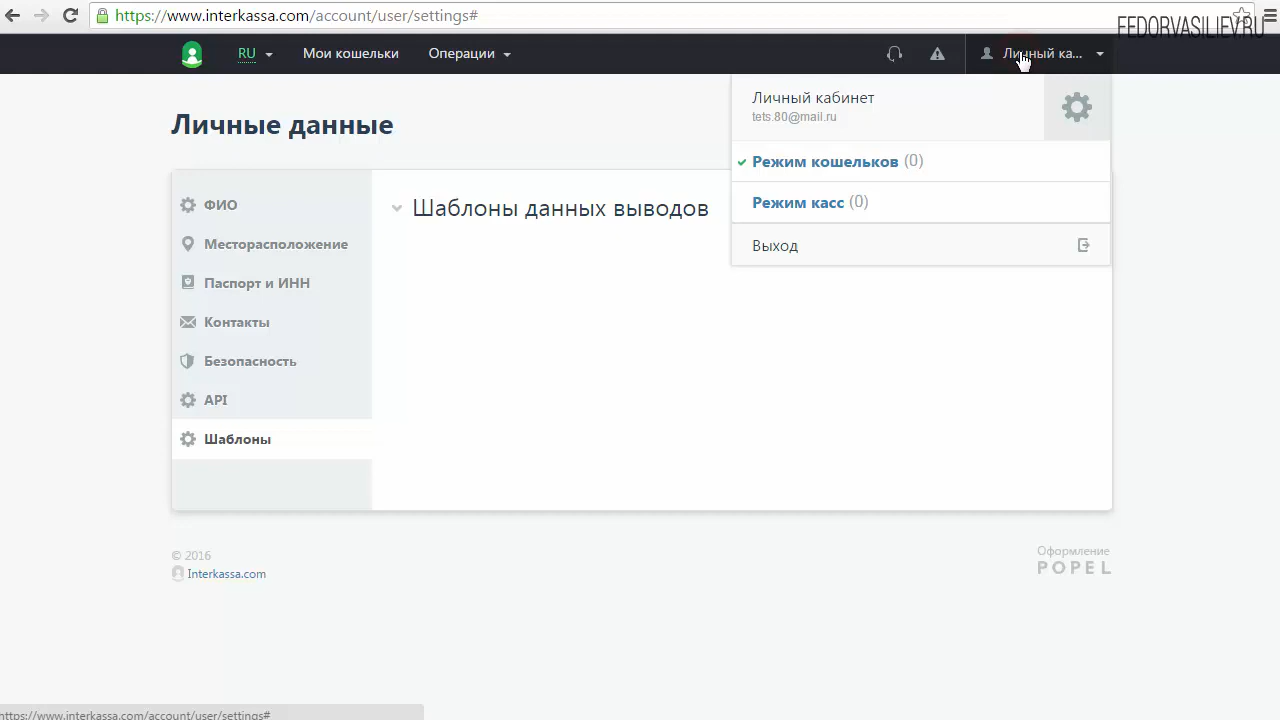 https://www.interkassa.com/account/user/settings#
FEDORVASILIEV.RU
RU
Мои кошельки
Операции
Личный ка...
Личные данные
Личный кабинет
tets.80@mail.ru
Режим кошельков (0)
Режим касс (0)
Выход
ФИО
Месторасположение
Паспорт и ИНН
Контакты
Безопасность
API
Шаблоны
Шаблоны данных выводов
© 2016
Interkassa.com
Оформление
POPEL
https://www.interkassa.com/account/user/settings#